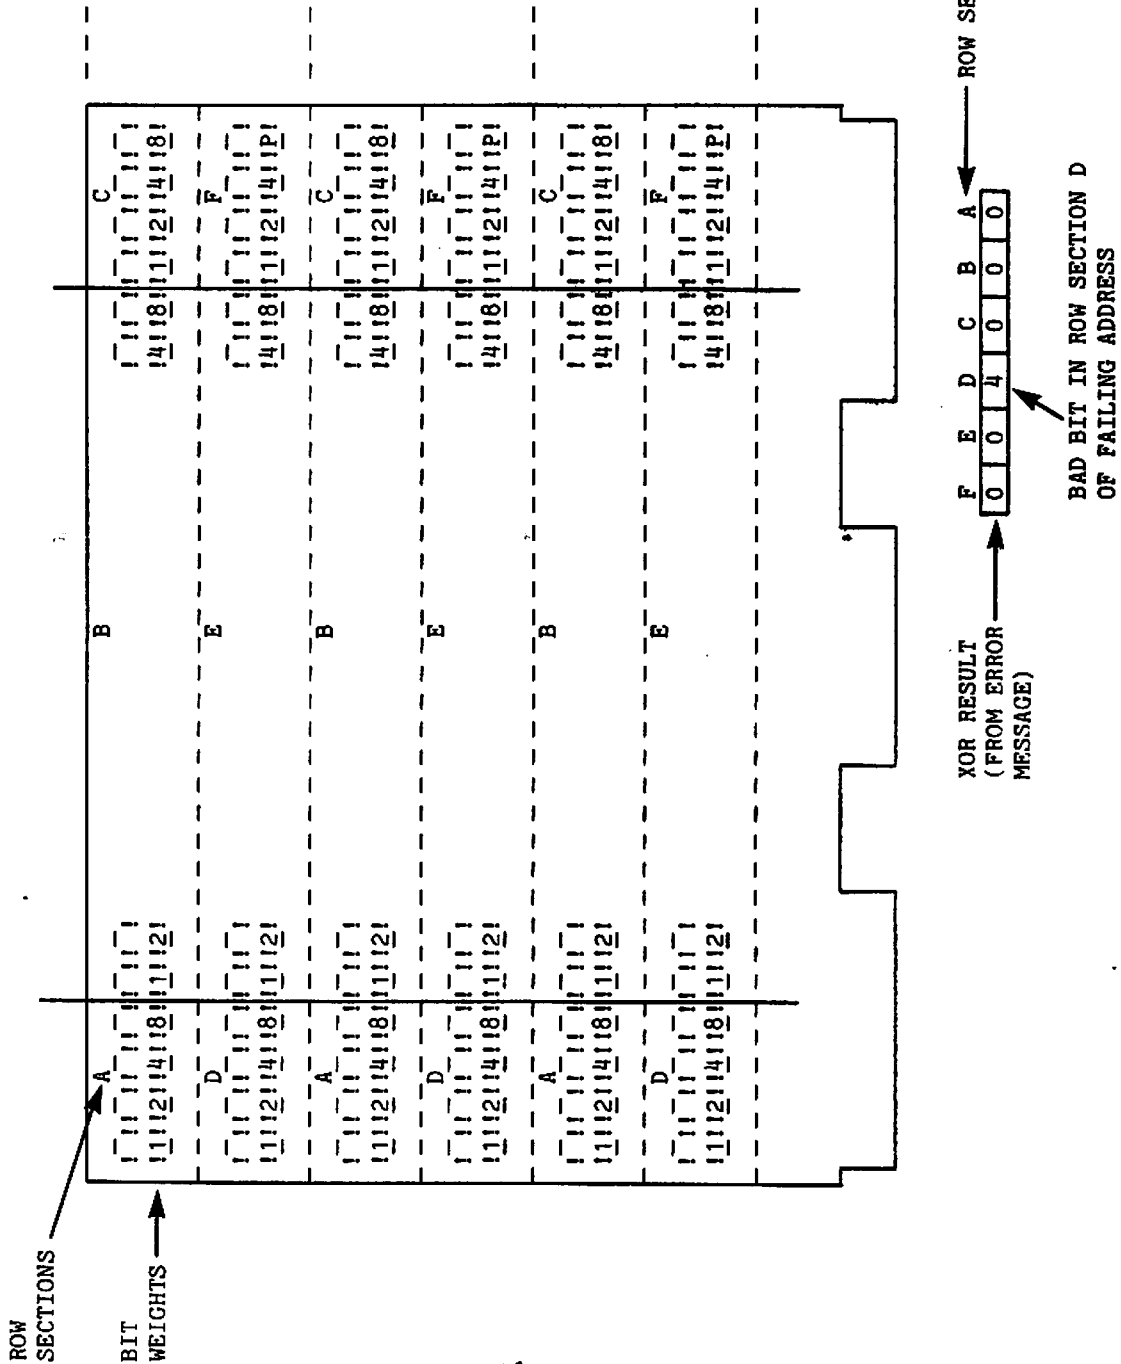 ROW
SECTIONS
A B C
BIT
WEIGHTS
!1!!2!!4!!8!!1!!2! !4!!8!!1!!2!!4!!8!
D E F
!1!!2!!4!!8!!1!!2! !4!!8!!1!!2!!4!!P!
A B C
!1!!2!!4!!8!!1!!2! !4!!8!!1!!2!!4!!8!
D E F
!1!!2!!4!!8!!1!!2! !4!!8!!1!!2!!4!!P!
A B C
!1!!2!!4!!8!!1!!2! !4!!8!!1!!2!!4!!8!
D E F
!1!!2!!4!!8!!1!!2! !4!!8!!1!!2!!4!!P!
F E D C B A ROW SE
XOR RESULT
(FROM ERROR
MESSAGE)
0 0 4 0 0 0
BAD BIT IN ROW SECTION D
OF FAILING ADDRESS